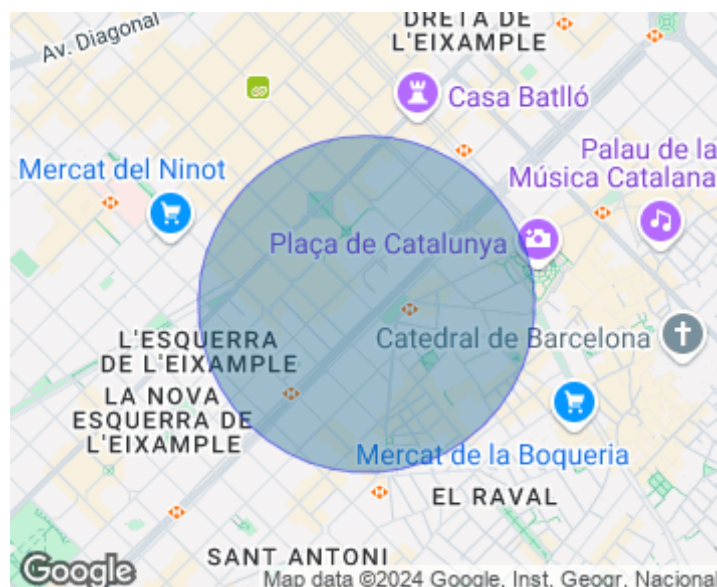 DRETA DE
L'EIXAMPLE
Av. Diagonal
Casa Batlló
Palau de la
Música Catalana
Mercat del Ninot
Plaça de Catalunya
L'ESQUERRA
DE L'EIXAMPLE
Catedral de Barcelona
LA NOVA
ESQUERRA DE
L'EIXAMPLE
Mercat de la Boqueria
EL RAVAL
SANT ANTONI
Google
Map data ©2024 Google, Inst. Geogr. Nacional